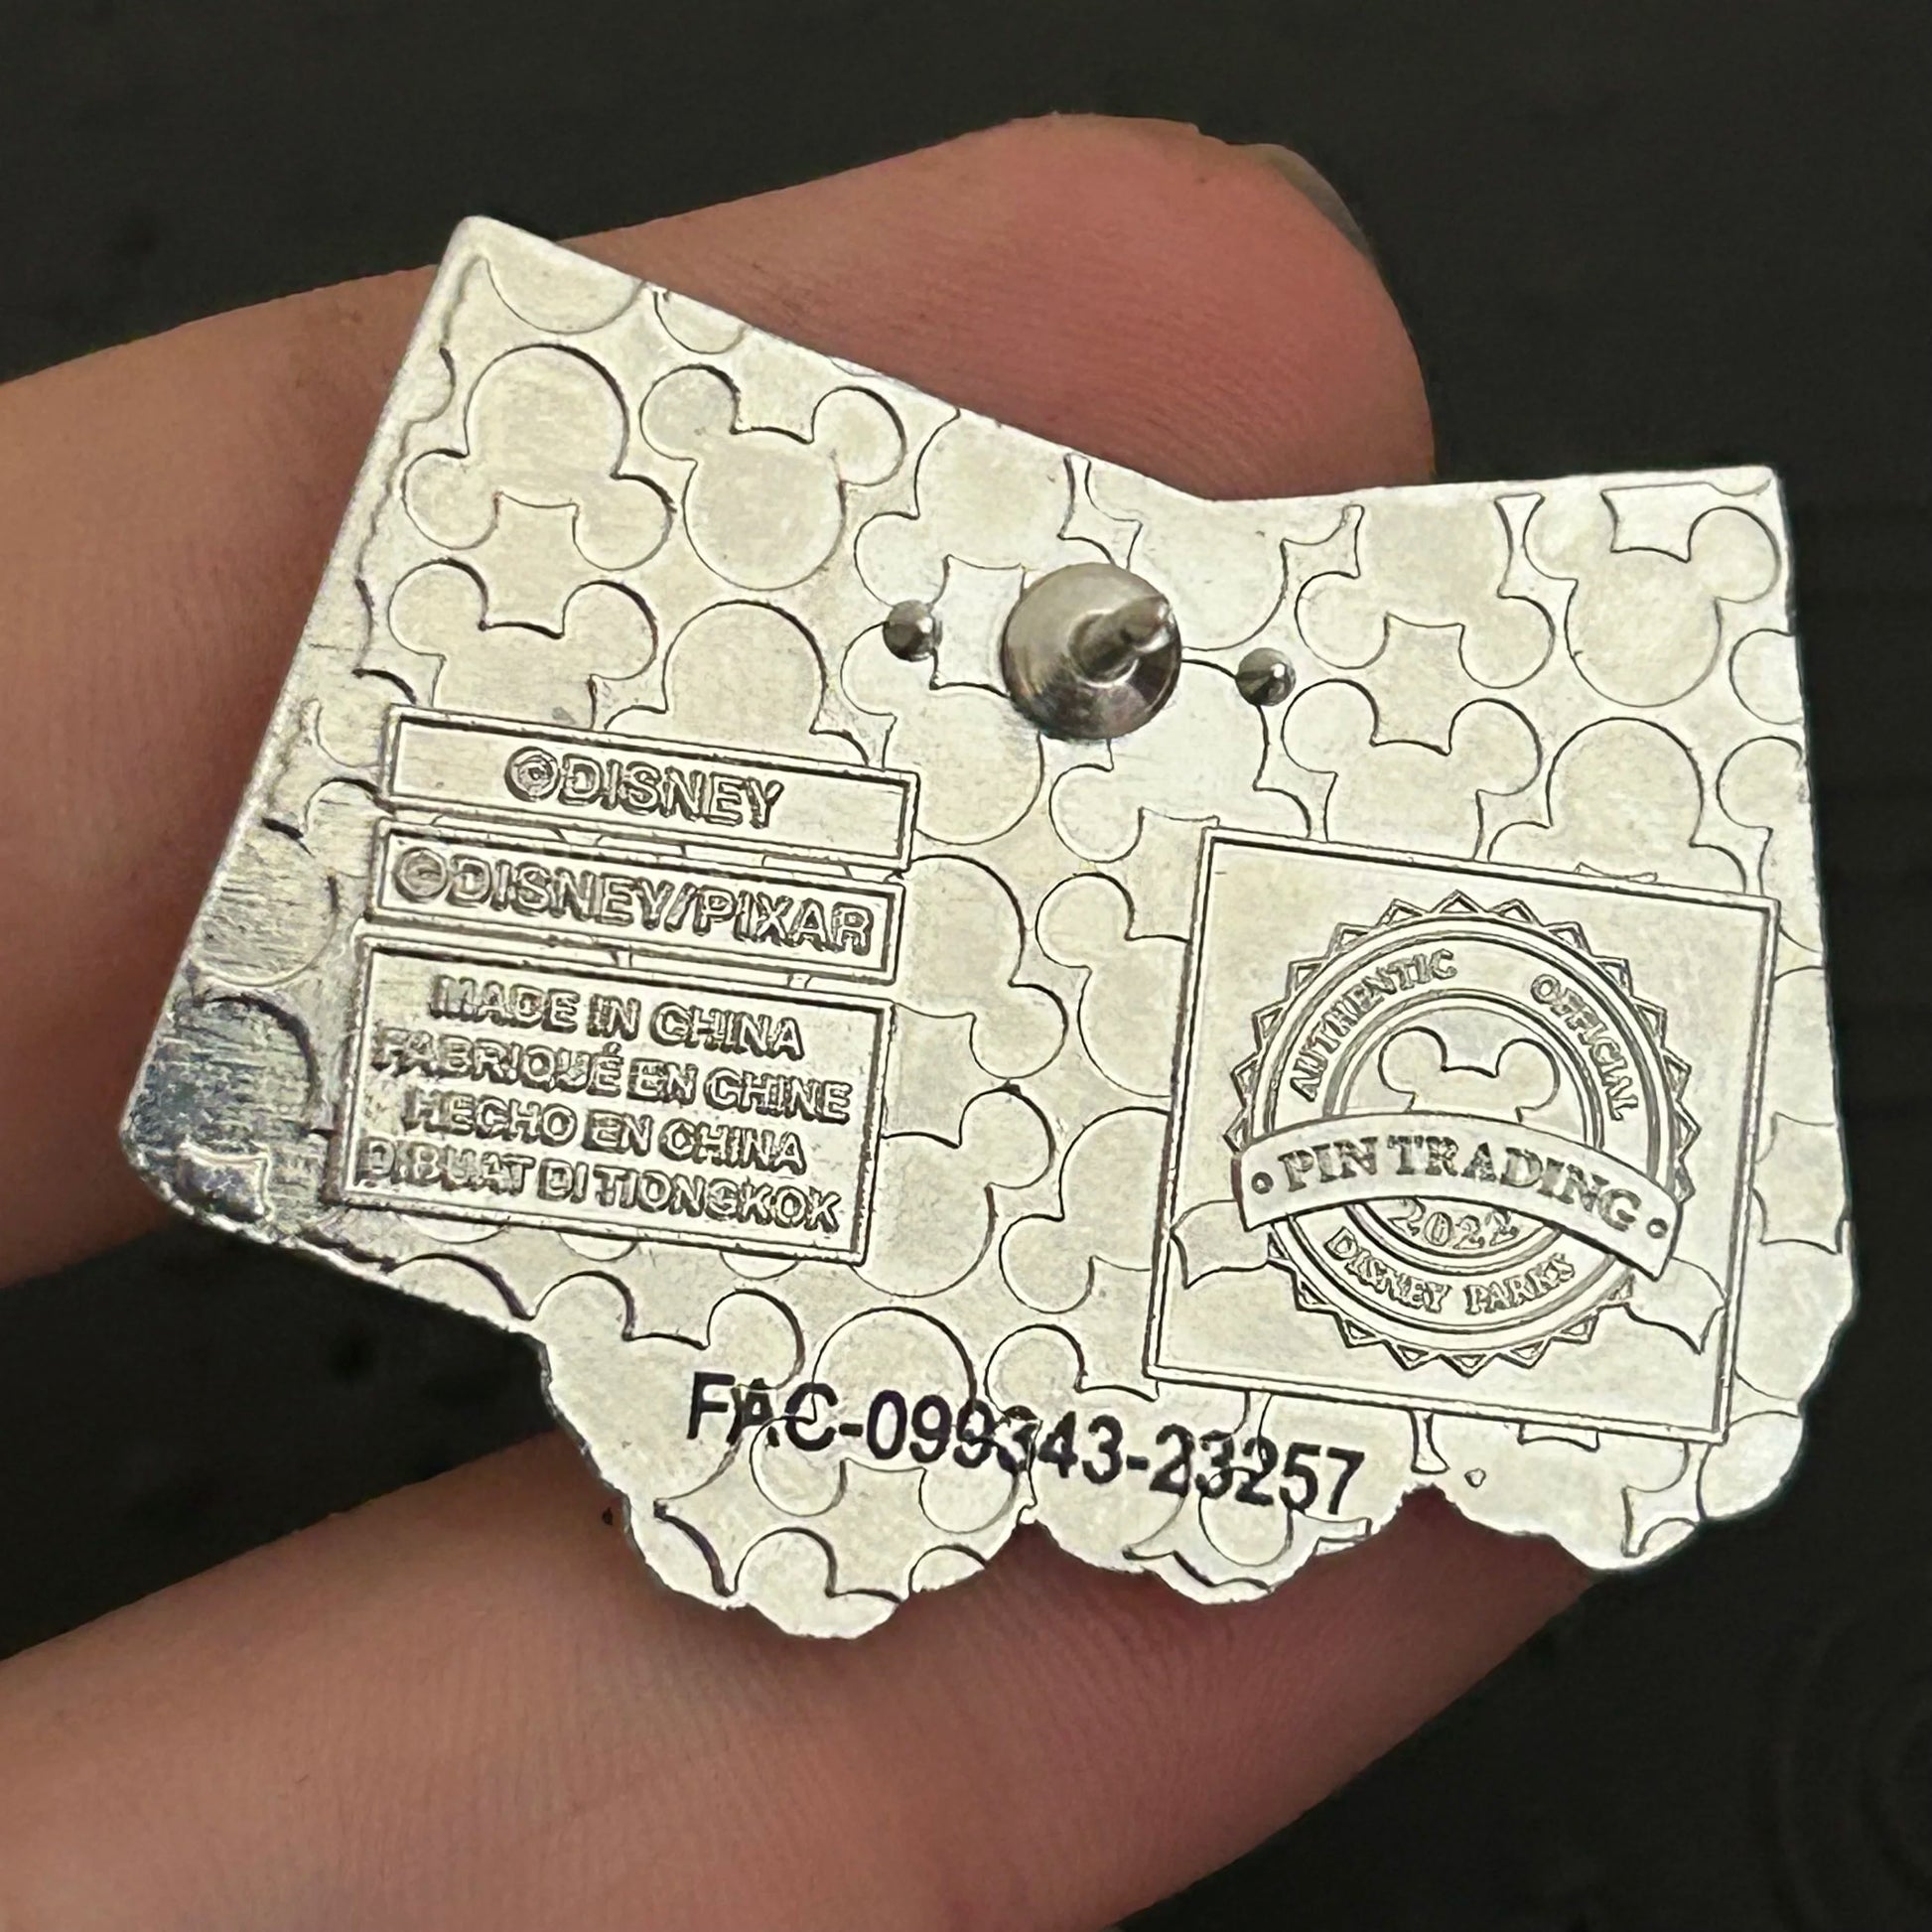 ©DISNEY
©DISNEY/PIXAR
MADE IN CHINA
FABRIQUÉ EN CHINE
HECHO EN CHINA
DIBUAT DI TIONGKOK
AUTHENTIC OFFICIAL
PIN TRADING
2022
DISNEY PARKS
FAC-099343-23257